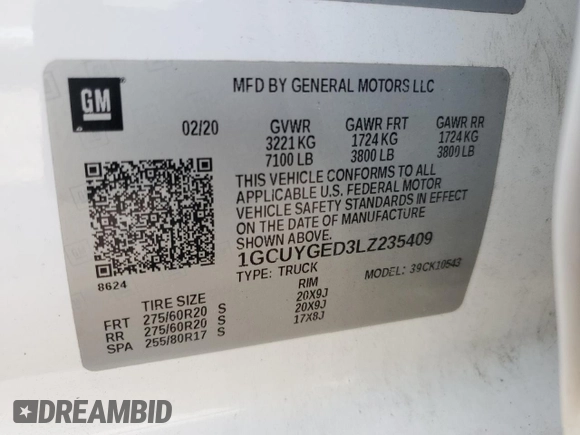 GM
MFD BY GENERAL MOTORS LLC
02/20 GVWR GAWR FRT GAWR RR
3221 KG 1724 KG 1724 KG
7100 LB 3800 LB 3800 LB
THIS VEHICLE CONFORMS TO ALL
APPLICABLE U.S. FEDERAL MOTOR
VEHICLE SAFETY STANDARDS IN EFFECT
ON THE DATE OF MANUFACTURE
SHOWN ABOVE.
1GCUYGED3LZ235409
TYPE: TRUCK MODEL: 39CK10543
8624
TIRE SIZE RIM
FRT 275/60R20 S 20X9J
RR 275/60R20 S 20X9J
SPA 255/80R17 S 17X8J
DREAMBID